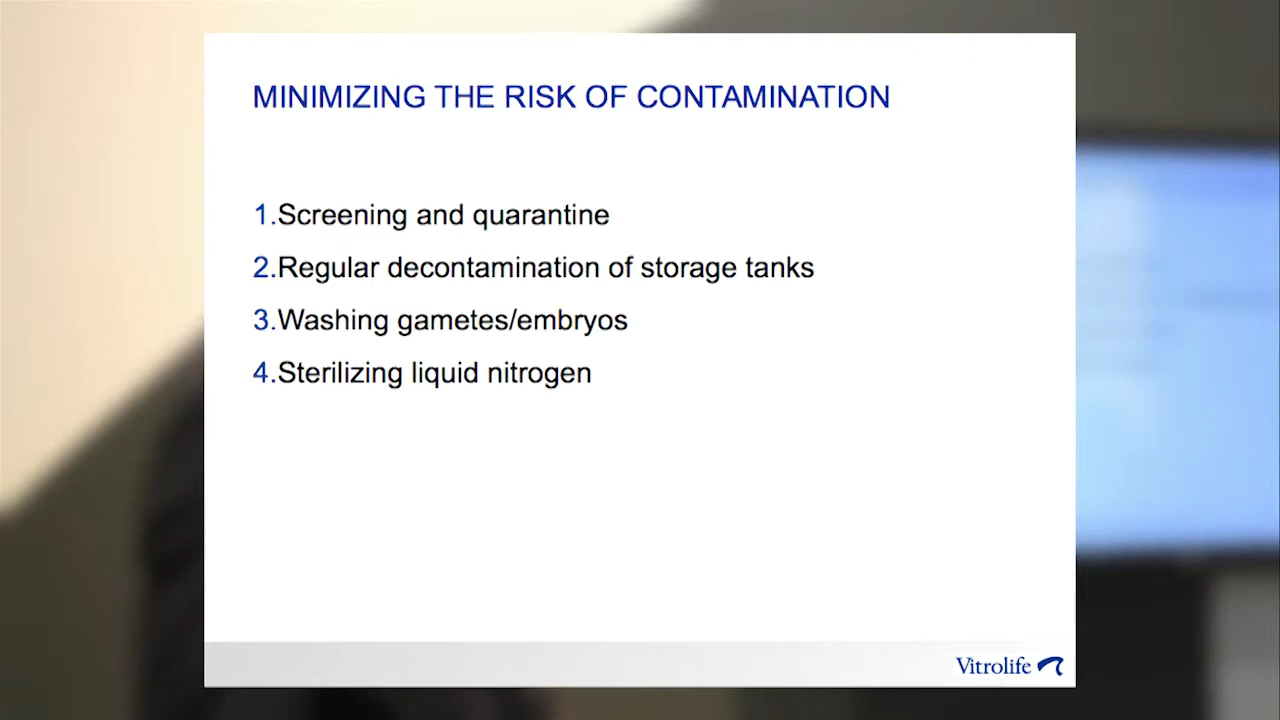 MINIMIZING THE RISK OF CONTAMINATION
1.Screening and quarantine
2.Regular decontamination of storage tanks
3.Washing gametes/embryos
4.Sterilizing liquid nitrogen
Vitrolife